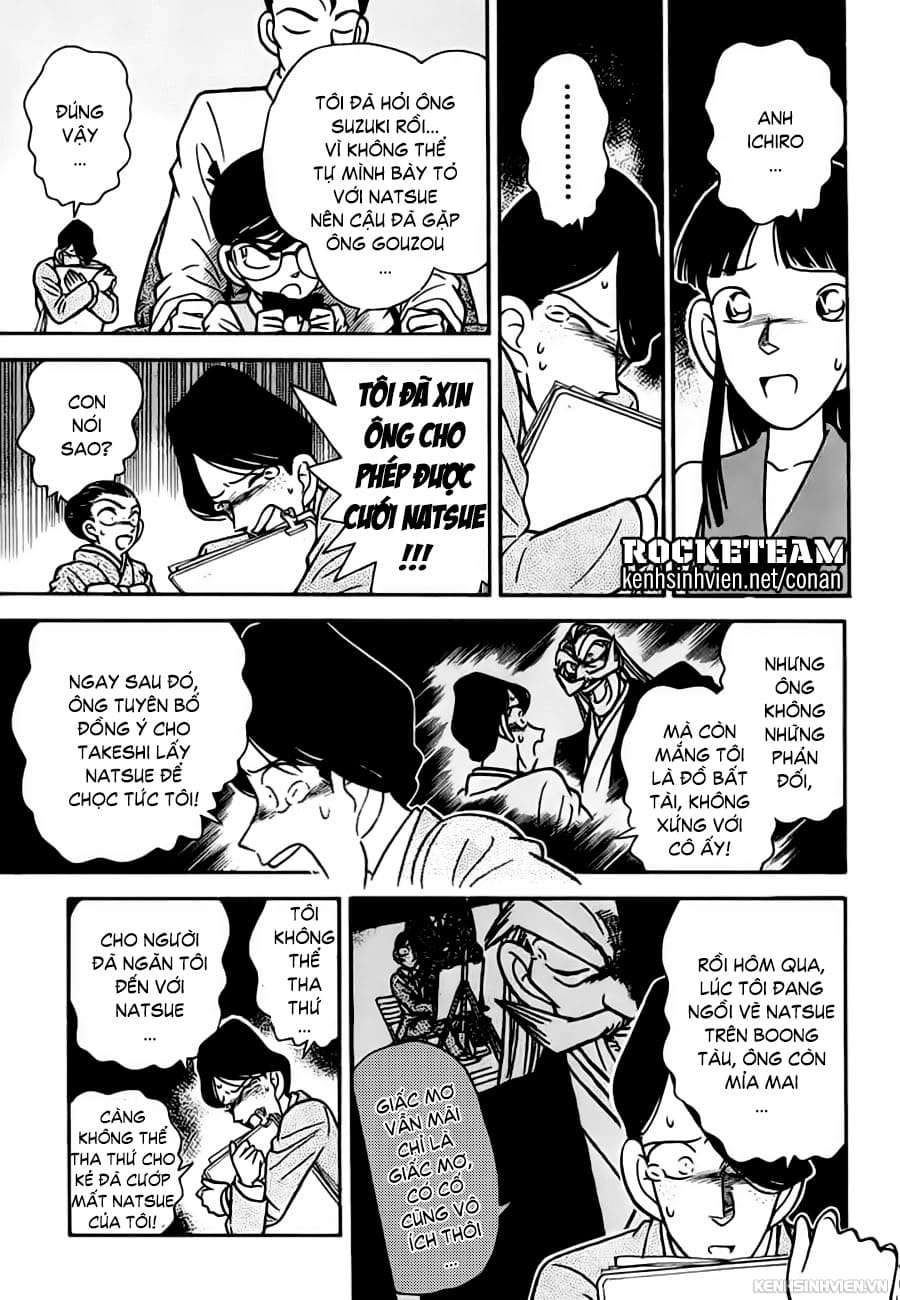 ANH
ICHIRO
...
.........
TÔI ĐÃ HỎI ÔNG
SUZUKI RỒI...
VÌ KHÔNG THỂ
TỰ MÌNH BÀY TỎ
VỚI NATSUE
NÊN CẬU ĐÃ GẶP
ÔNG GOUZOU
...
ĐÚNG
VẬY
...
TÔI ĐÃ XIN
ÔNG CHO
PHÉP ĐƯỢC
CƯỚI NATSUE
!!!
CON
NÓI
SAO?
ROCKETEAM
kenhsinhvien.net/conan
NHƯNG
ÔNG
KHÔNG
NHỮNG
PHẢN
ĐỐI,
MÀ CÒN
MẮNG TÔI
LÀ ĐỒ BẤT
TÀI, KHÔNG
XỨNG VỚI
CÔ ẤY!
NGAY SAU ĐÓ,
ÔNG TUYÊN BỐ
ĐỒNG Ý CHO
TAKESHI LẤY
NATSUE ĐỂ
CHỌC TỨC TÔI!
RỒI HÔM QUA,
LÚC TÔI ĐANG
NGỒI VẼ NATSUE
TRÊN BOONG
TÀU, ÔNG CÒN
MỈA MAI
...
GIẤC MƠ
VẪN MÃI
CHỈ LÀ
GIẤC MƠ,
CÓ CỐ
CŨNG VÔ
ÍCH THÔI
...
TÔI
KHÔNG
THỂ
THA
THỨ
...
CHO NGƯỜI
ĐÃ NGĂN TÔI
ĐẾN VỚI
NATSUE
...
CÀNG
KHÔNG THỂ
THA THỨ CHO
KẺ ĐÃ CƯỚP
MẤT NATSUE
CỦA TÔI!
KENHSINHVIEN.VN